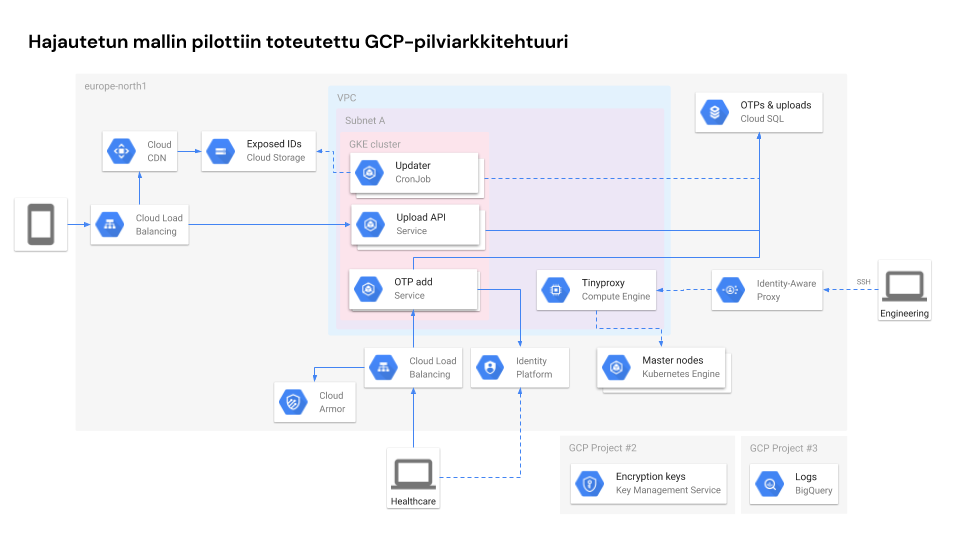 Hajautetun mallin pilottiin toteutettu GCP-pilviarkkitehtuuri
europe-north1
VPC
Subnet A
GKE cluster
OTPs & uploads
Cloud SQL
Cloud
CDN
Exposed IDs
Cloud Storage
Updater
CronJob
Cloud Load
Balancing
Upload API
Service
OTP add
Service
Tinyproxy
Compute Engine
Identity-Aware
Proxy
SSH
Engineering
Cloud Load
Balancing
Identity
Platform
Master nodes
Kubernetes Engine
Cloud
Armor
Healthcare
GCP Project #2
Encryption keys
Key Management Service
GCP Project #3
Logs
BigQuery